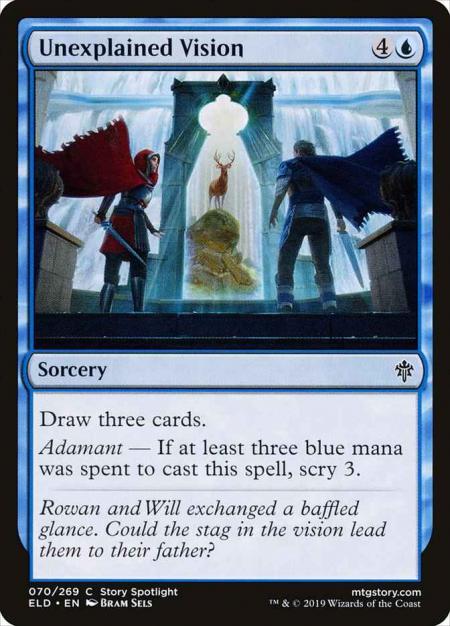 Unexplained Vision 4
Sorcery
Draw three cards.
Adamant — If at least three blue mana
was spent to cast this spell, scry 3.
Rowan and Will exchanged a baffled
glance. Could the stag in the vision lead
them to their father?
070/269 C Story Spotlight mtgstory.com
ELD • EN Bram Sels ™ & © 2019 Wizards of the Coast